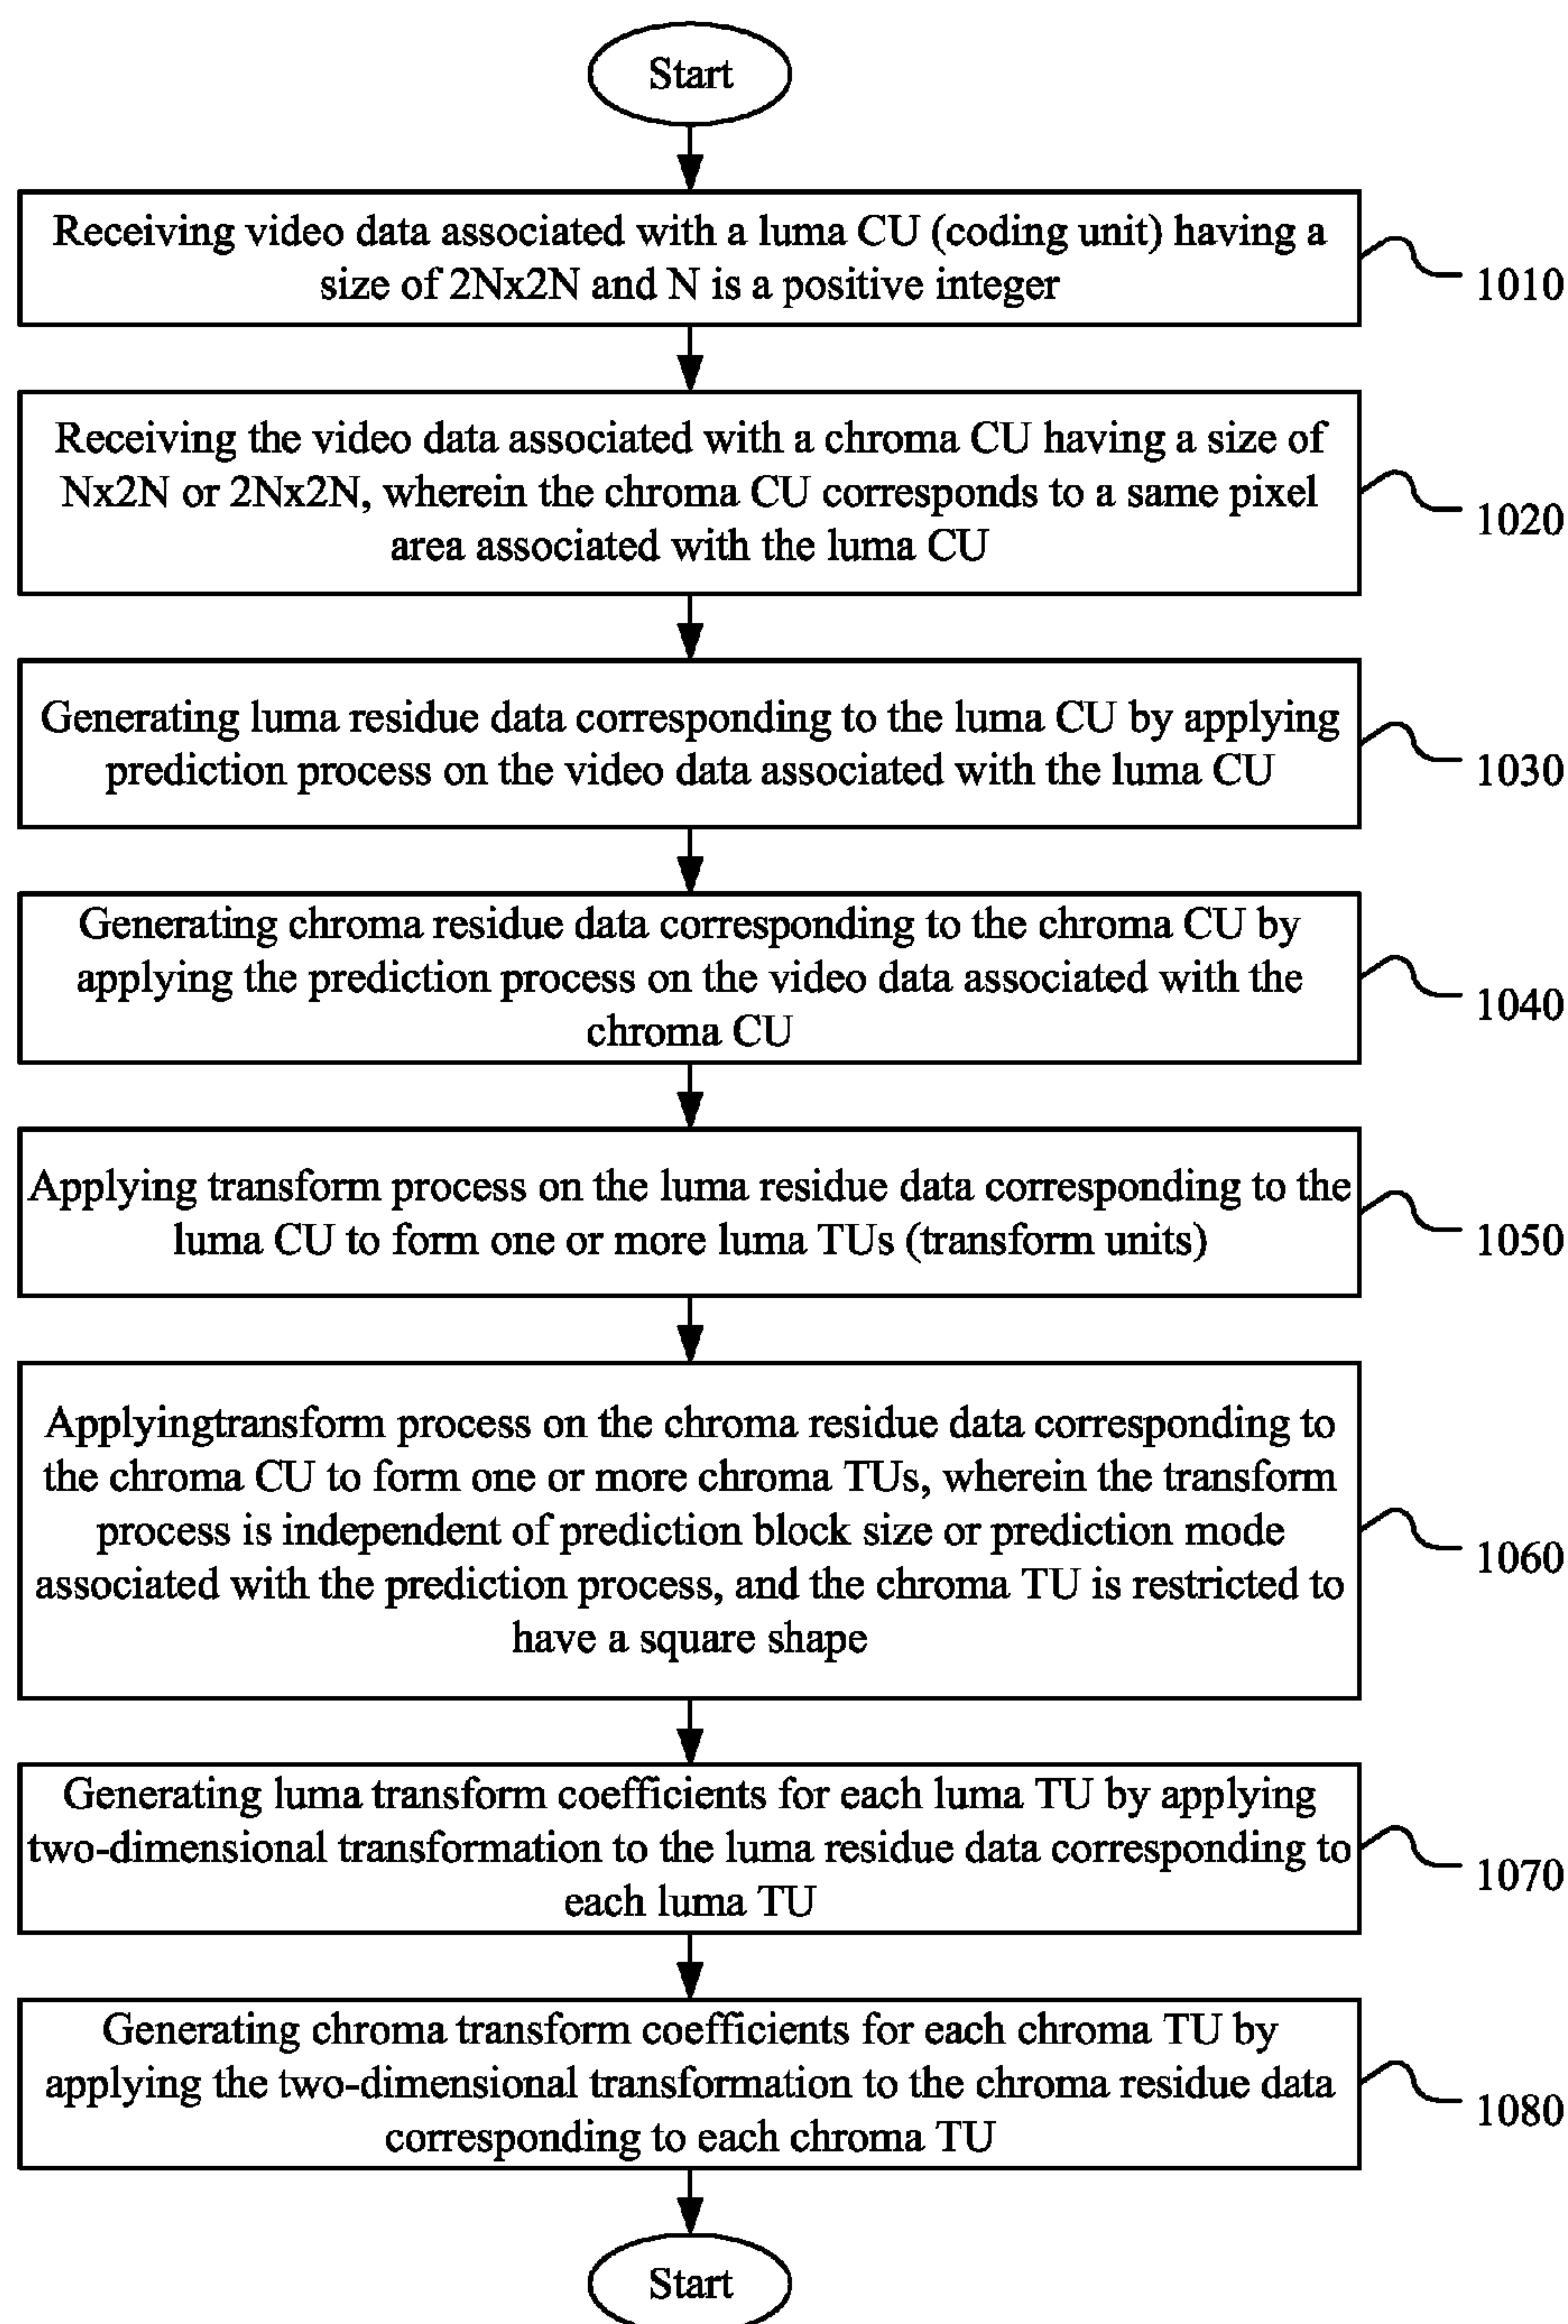 Start
Receiving video data associated with a luma CU (coding unit) having a
size of 2Nx2N and N is a positive integer
1010
Receiving the video data associated with a chroma CU having a size of
Nx2N or 2Nx2N, wherein the chroma CU corresponds to a same pixel
area associated with the luma CU
1020
Generating luma residue data corresponding to the luma CU by applying
prediction process on the video data associated with the luma CU
1030
Generating chroma residue data corresponding to the chroma CU by
applying the prediction process on the video data associated with the
chroma CU
1040
Applying transform process on the luma residue data corresponding to the
luma CU to form one or more luma TUs (transform units)
1050
Applyingtransform process on the chroma residue data corresponding to
the chroma CU to form one or more chroma TUs, wherein the transform
process is independent of prediction block size or prediction mode
associated with the prediction process, and the chroma TU is restricted to
have a square shape
1060
Generating luma transform coefficients for each luma TU by applying
two-dimensional transformation to the luma residue data corresponding to
each luma TU
1070
Generating chroma transform coefficients for each chroma TU by
applying the two-dimensional transformation to the chroma residue data
corresponding to each chroma TU
1080
Start